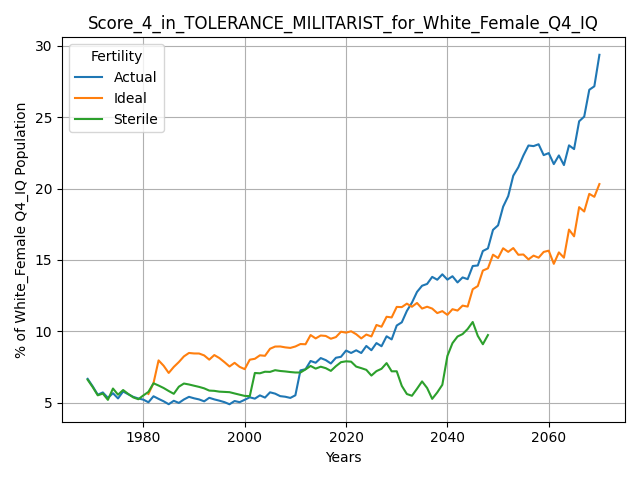 Score_4_in_TOLERANCE_MILITARIST_for_White_Female_Q4_IQ
Fertility
Actual
Ideal
Sterile
% of White_Female Q4_IQ Population
30
25
20
15
10
5
1980 2000 2020 2040 2060
Years